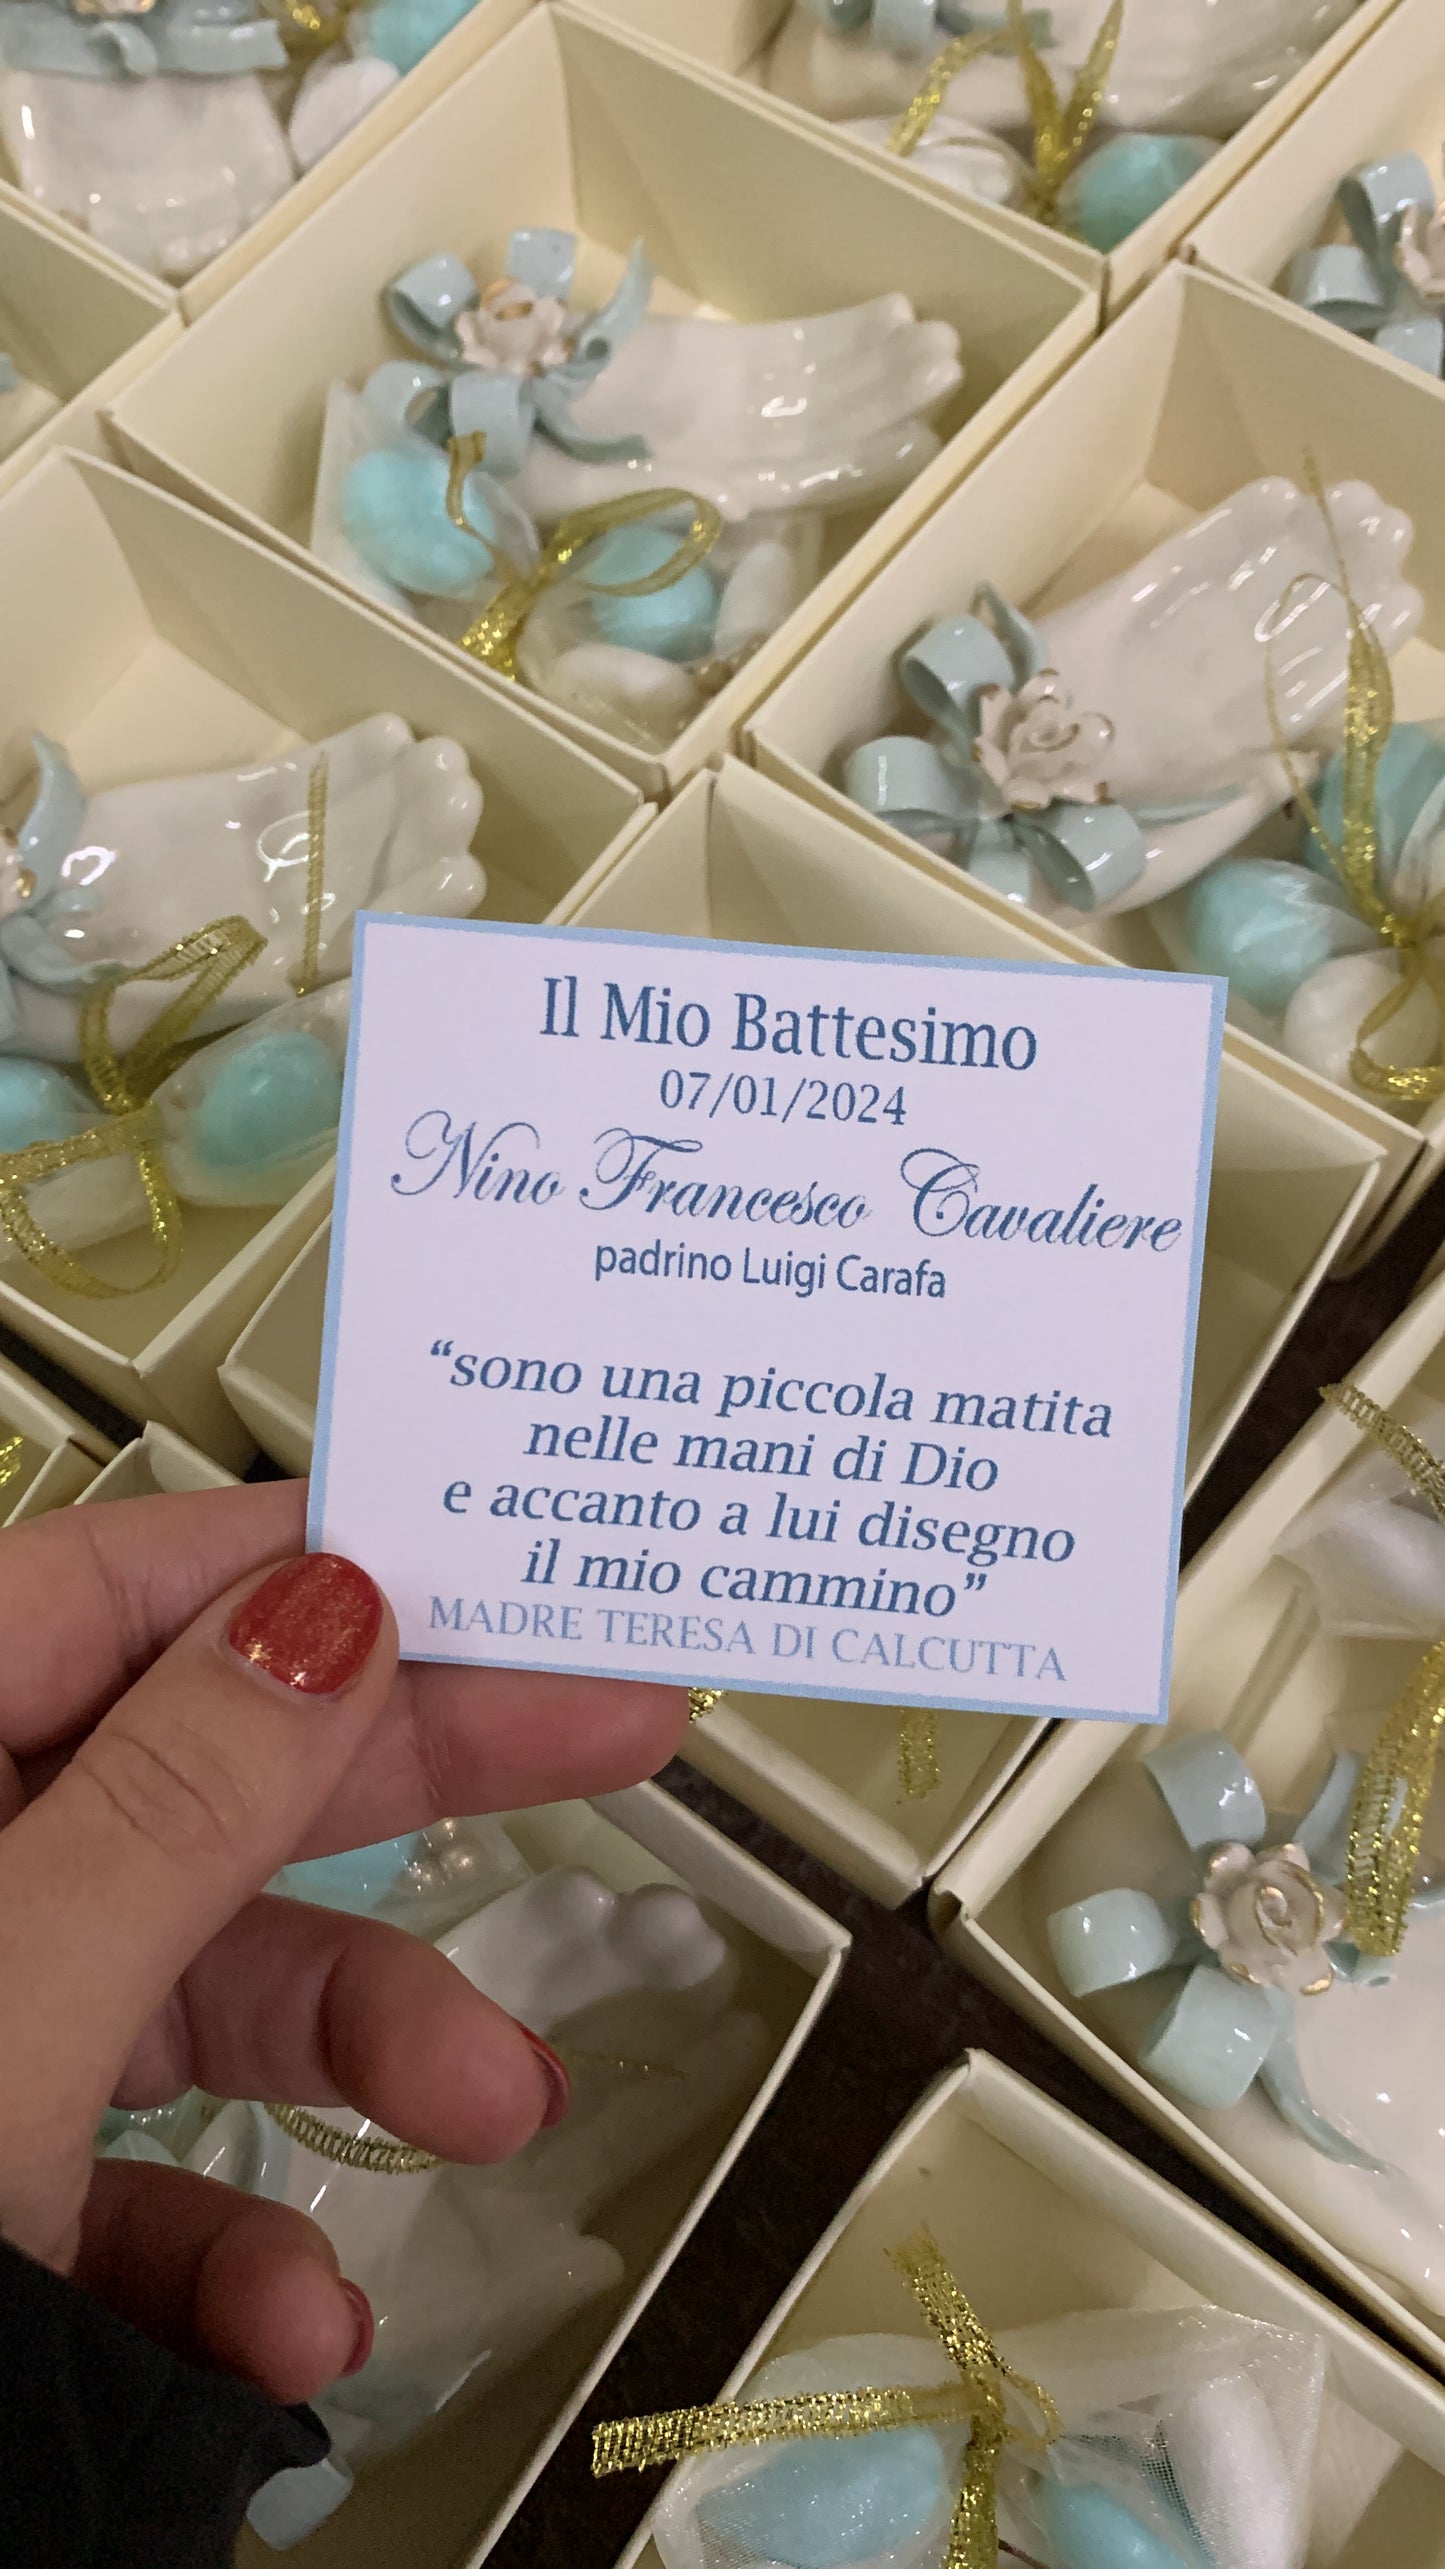 Il Mio Battesimo
07/01/2024
Nino Francesco Cavaliere
padrino Luigi Carafa
“sono una piccola matita
nelle mani di Dio
e accanto a lui disegno
il mio cammino”
MADRE TERESA DI CALCUTTA